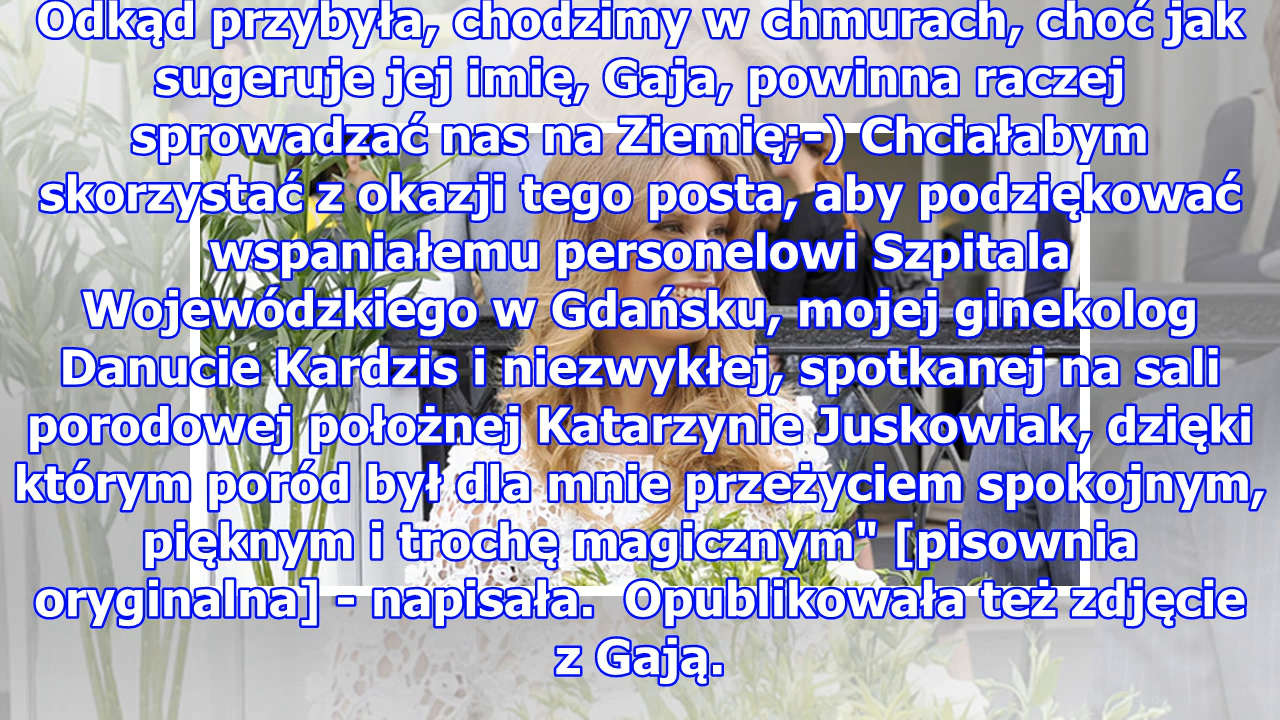 Odkąd przybyła, chodzimy w chmurach, choć jak
sugeruje jej imię, Gaja, powinna raczej
sprowadzać nas na Ziemię;-) Chciałabym
skorzystać z okazji tego posta, aby podziękować
wspaniałemu personelowi Szpitala
Wojewódzkiego w Gdańsku, mojej ginekolog
Danucie Kardzis i niezwykłej, spotkanej na sali
porodowej położnej Katarzynie Juskowiak, dzięki
którym poród był dla mnie przeżyciem spokojnym,
pięknym i trochę magicznym" [pisownia
oryginalna] - napisała.  Opublikowała też zdjęcie
z Gają.